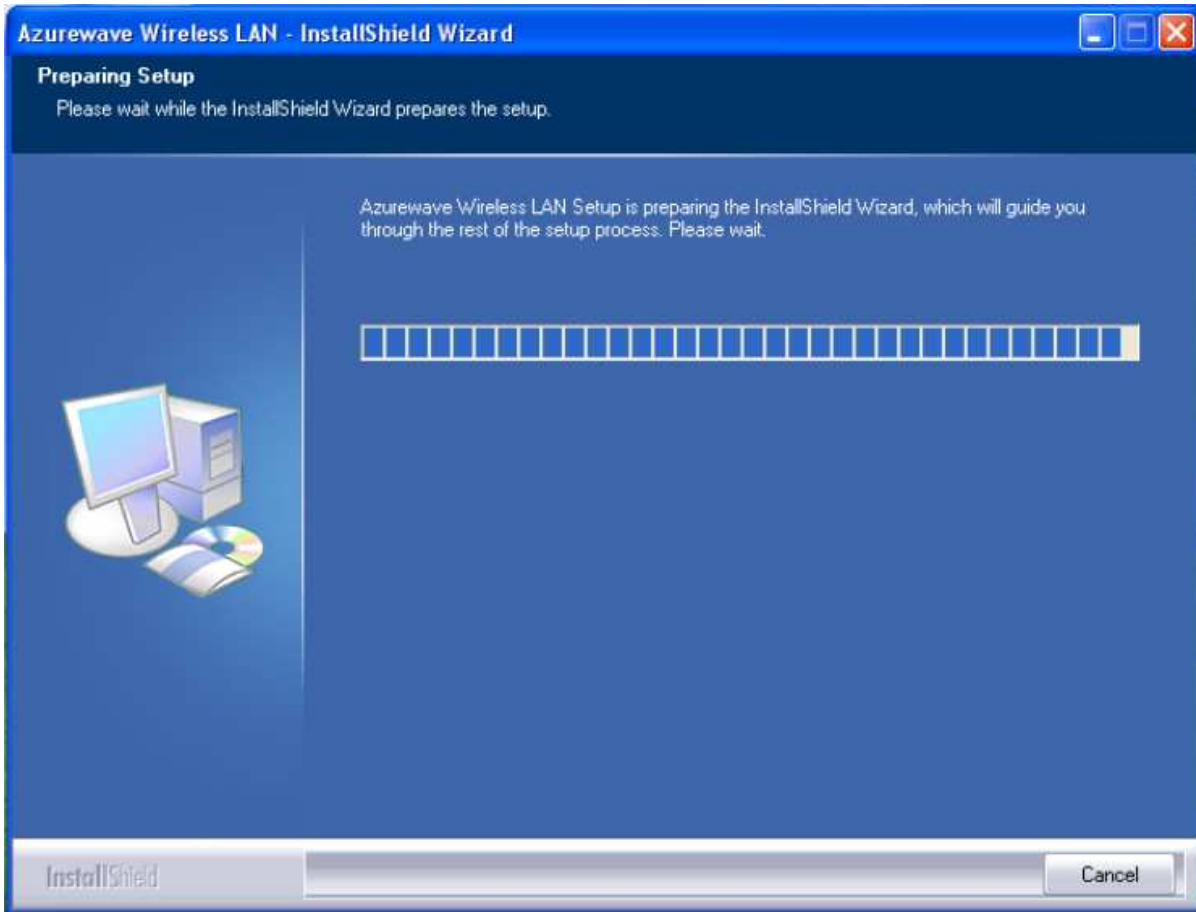 Azurewave Wireless LAN - InstallShield Wizard
Preparing Setup
Please wait while the InstallShield Wizard prepares the setup.
Azurewave Wireless LAN Setup is preparing the InstallShield Wizard, which will guide you
through the rest of the setup process. Please wait.
InstallShield
Cancel